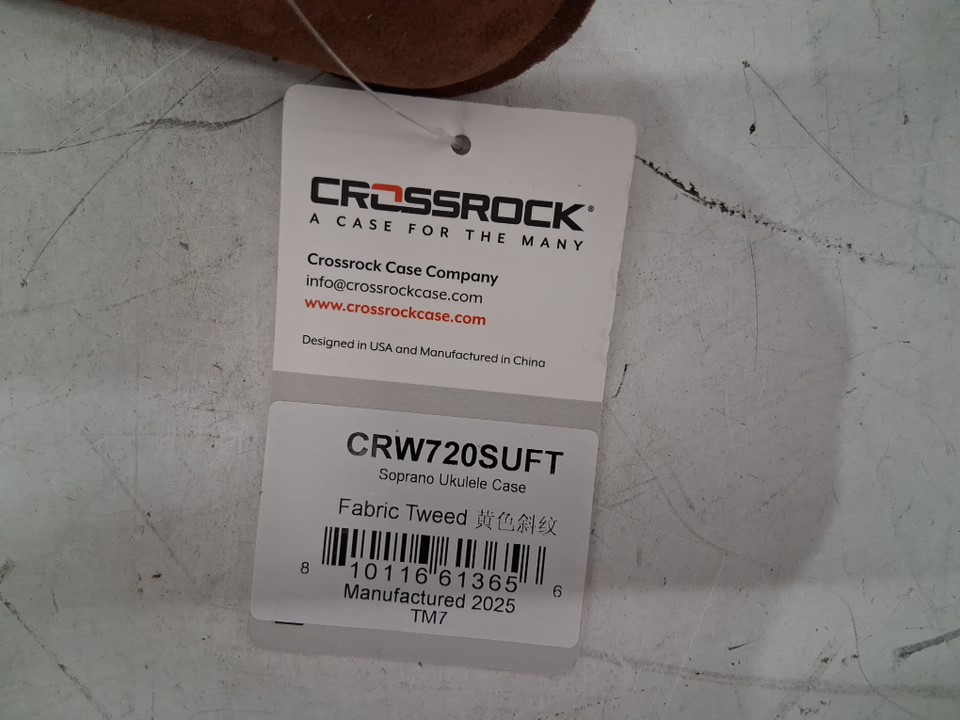 CROSSROCK®
A CASE FOR THE MANY
Crossrock Case Company
info@crossrockcase.com
www.crossrockcase.com
Designed in USA and Manufactured in China
CRW720SUFT
Soprano Ukulele Case
Fabric Tweed 黄色斜纹
8 10116 61365 6
Manufactured 2025
TM7